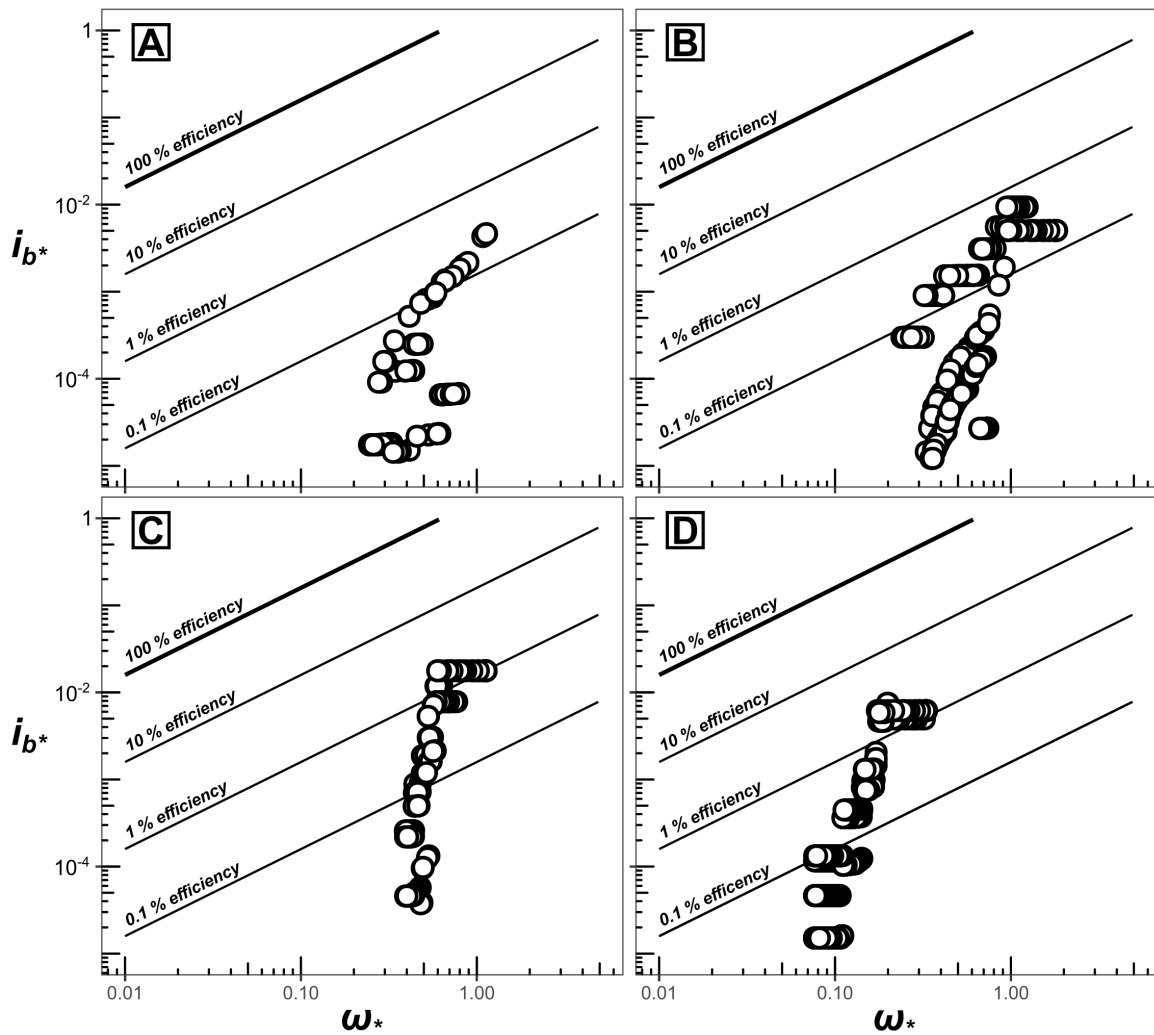 A
B
1
100 % efficiency
100 % efficiency
10 % efficiency
10 % efficiency
10-2
ib*
1 % efficiency
1 % efficiency
10-4
0.1 % efficiency
0.1 % efficiency
C
D
1
100 % efficiency
100 % efficiency
10 % efficiency
10 % efficiency
10-2
ib*
1 % efficiency
1 % efficiency
10-4
0.1 % efficiency
0.1 % efficiency
0.01 0.10 1.00 0.01 0.10 1.00
ω* ω*